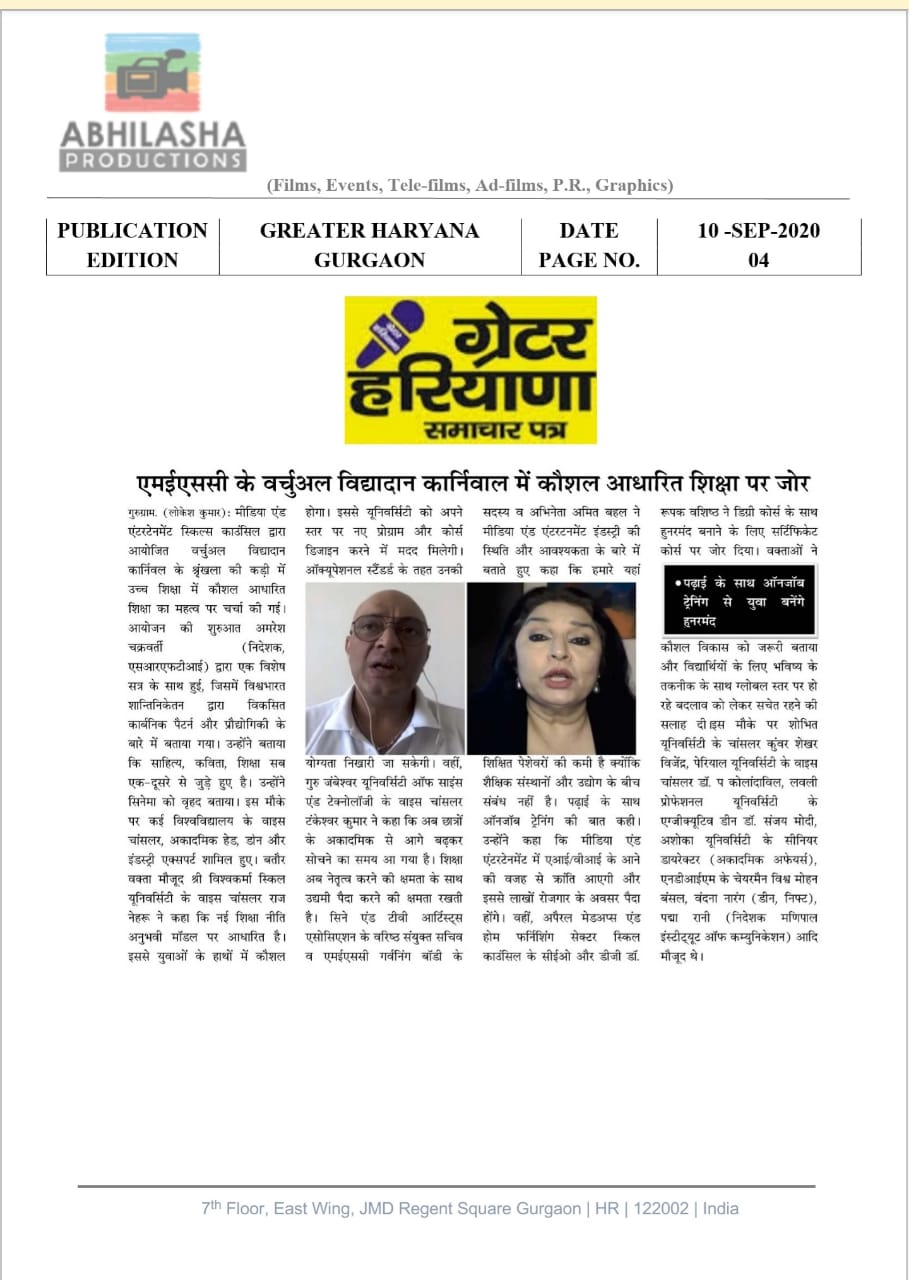 ABHILASHA
PRODUCTIONS
(Films, Events, Tele-films, Ad-films, P.R., Graphics)
PUBLICATION GREATER HARYANA DATE 10 -SEP-2020
EDITION GURGAON PAGE NO. 04
ग्रेटर
हरियाणा
ग्रेटर
हरियाणा
समाचार पत्र
एमईएससी के वर्चुअल विद्यादान कार्निवाल में कौशल आधारित शिक्षा पर जोर
गुरुग्राम. (लोकेश कुमार): मीडिया एंड
एंटरटेनमेंट स्किल्स काउंसिल द्वारा
आयोजित वर्चुअल विद्यादान
कार्निवल के श्रृंखला की कड़ी में
उच्च शिक्षा में कौशल आधारित
शिक्षा का महत्व पर चर्चा की गई।
आयोजन की शुरुआत अमरेश
चक्रवर्ती (निदेशक,
एसआरएफटीआई) द्वारा एक विशेष
सत्र के साथ हुई, जिसमें विश्वभारत
शान्तिनिकेतन द्वारा विकसित
कार्बनिक पैटर्न और प्रौद्योगिकी के
बारे में बताया गया। उन्होंने बताया
कि साहित्य, कविता, शिक्षा सब
एक-दूसरे से जुड़े हुए है। उन्होंने
सिनेमा को वृहद बताया। इस मौके
पर कई विश्वविद्यालय के वाइस
चांसलर, अकादमिक हेड, डीन और
इंडस्ट्री एक्सपर्ट शामिल हुए। बतौर
वक्ता मौजूद श्री विश्वकर्मा स्किल
यूनिवर्सिटी के वाइस चांसलर राज
नेहरू ने कहा कि नई शिक्षा नीति
अनुभवी मॉडल पर आधारित है।
इससे युवाओं के हाथों में कौशल
होगा। इससे यूनिवर्सिटी को अपने
स्तर पर नए प्रोग्राम और कोर्स
डिजाइन करने में मदद मिलेगी।
ऑक्यूपेशनल स्टैंडर्ड के तहत उनकी
योग्यता निखारी जा सकेगी। वहीं,
गुरु जंबेश्वर यूनिवर्सिटी ऑफ साइंस
एंड टेक्नोलॉजी के वाइस चांसलर
टंकेश्वर कुमार ने कहा कि अब छात्रों
के अकादमिक से आगे बढ़कर
सोचने का समय आ गया है। शिक्षा
अब नेतृत्व करने की क्षमता के साथ
उद्यमी पैदा करने की क्षमता रखती
है। सिने एंड टीवी आर्टिस्ट्स
एसोसिएशन के वरिष्ठ संयुक्त सचिव
व एमईएससी गर्वनिंग बॉडी के
सदस्य व अभिनेता अमित बहल ने
मीडिया एंड एंटरटनमेंट इंडस्ट्री की
स्थिति और आवश्यकता के बारे में
बताते हुए कहा कि हमारे यहां
शिक्षित पेशेवरों की कमी है क्योंकि
शैक्षिक संस्थानों और उद्योग के बीच
संबंध नहीं है। पढ़ाई के साथ
ऑनजॉब ट्रेनिंग की बात कही।
उन्होंने कहा कि मीडिया एंड
एंटरटेनमेंट में एआई/वीआई के आने
की वजह से क्रांति आएगी और
इससे लाखों रोजगार के अवसर पैदा
होंगे। वहीं, अपैरल मेडअप्स एंड
होम फर्निशिंग सेक्टर स्किल
काउंसिल के सीईओ और डीजी डॉ.
रूपक वशिष्ठ ने डिग्री कोर्स के साथ
हुनरमंद बनाने के लिए सर्टिफिकेट
कोर्स पर जोर दिया। वक्ताओं ने
•पढ़ाई के साथ ऑनजॉब
ट्रेनिंग से युवा बनेंगे
हुनरमंद
कौशल विकास को जरूरी बताया
और विद्यार्थियों के लिए भविष्य के
तकनीक के साथ ग्लोबल स्तर पर हो
रहे बदलाव को लेकर सचेत रहने की
सलाह दी।इस मौके पर शोभित
यूनिवर्सिटी के चांसलर कुंवर शेखर
विजेंद्र, पेरियाल यूनिवर्सिटी के वाइस
चांसलर डॉ. प कोलांदाविल, लवली
प्रोफेशनल यूनिवर्सिटी के
एग्जीक्यूटिव डीन डॉ. संजय मोदी,
अशोका यूनिवर्सिटी के सीनियर
डायरेक्टर (अकादमिक अफेयर्स),
एनडीआईएम के चेयरमैन विश्व मोहन
बंसल, वंदना नारंग (डीन, निफ्ट),
पद्मा रानी (निदेशक मणिपाल
इंस्टीट्यूट ऑफ कम्युनिकेशन) आदि
मौजूद थे।
7th Floor, East Wing, JMD Regent Square Gurgaon | HR | 122002 | India